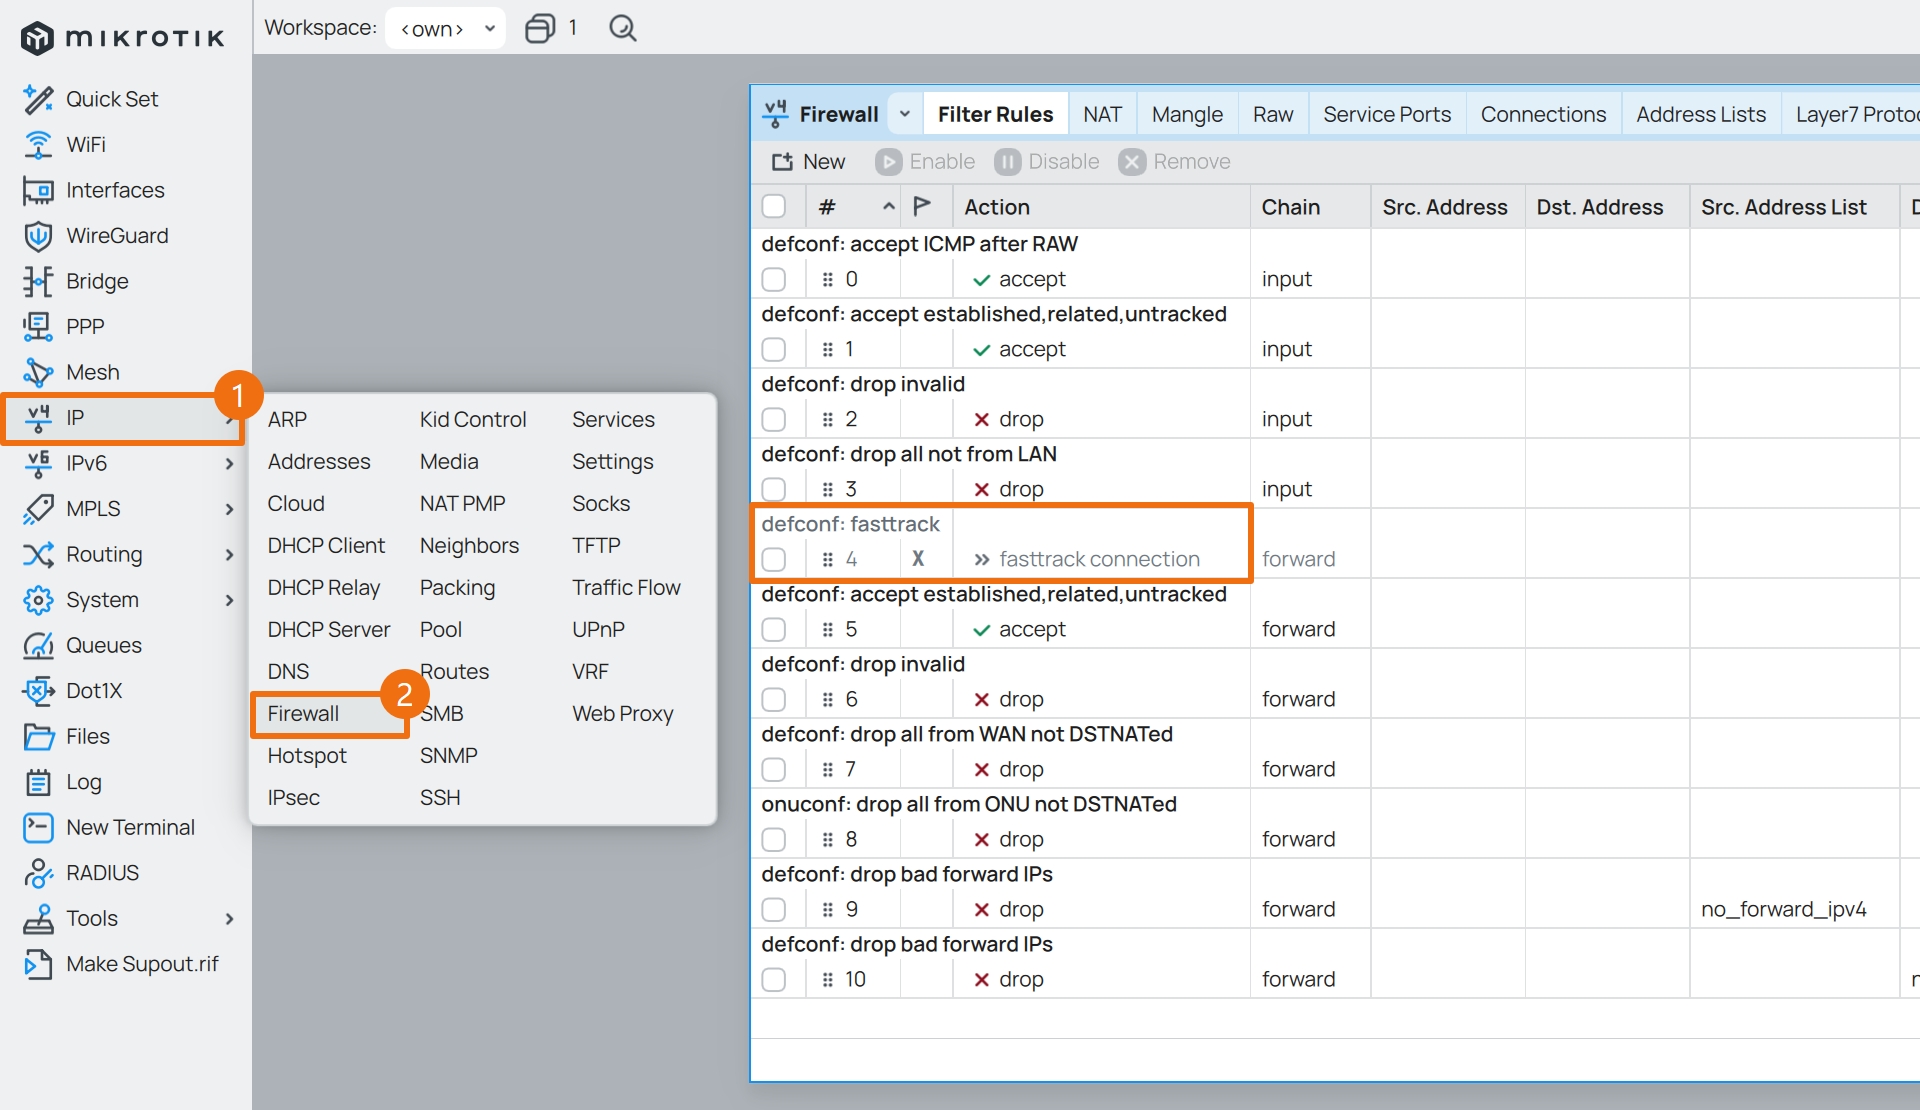 mikrotik
Workspace: <own> 1
Quick Set
WiFi
Interfaces
WireGuard
Bridge
PPP
Mesh
IP
1
IPv6
MPLS
Routing
System
Queues
Dot1X
Files
Log
New Terminal
RADIUS
Tools
Make Supout.rif
ARP Kid Control Services
Addresses Media Settings
Cloud NAT PMP Socks
DHCP Client Neighbors TFTP
DHCP Relay Packing Traffic Flow
DHCP Server Pool UPnP
DNS Routes VRF
Firewall 2 SMB Web Proxy
Hotspot SNMP
IPsec SSH
Firewall Filter Rules NAT Mangle Raw Service Ports Connections Address Lists Layer7 Protoc
New Enable Disable Remove
# Action Chain Src. Address Dst. Address Src. Address List D
defconf: accept ICMP after RAW
0 accept input
defconf: accept established,related,untracked
1 accept input
defconf: drop invalid
2 drop input
defconf: drop all not from LAN
3 drop input
defconf: fasttrack
4 X fasttrack connection forward
defconf: accept established,related,untracked
5 accept forward
defconf: drop invalid
6 drop forward
defconf: drop all from WAN not DSTNATed
7 drop forward
onuconf: drop all from ONU not DSTNATed
8 drop forward
defconf: drop bad forward IPs
9 drop forward no_forward_ipv4
defconf: drop bad forward IPs
10 drop forward n